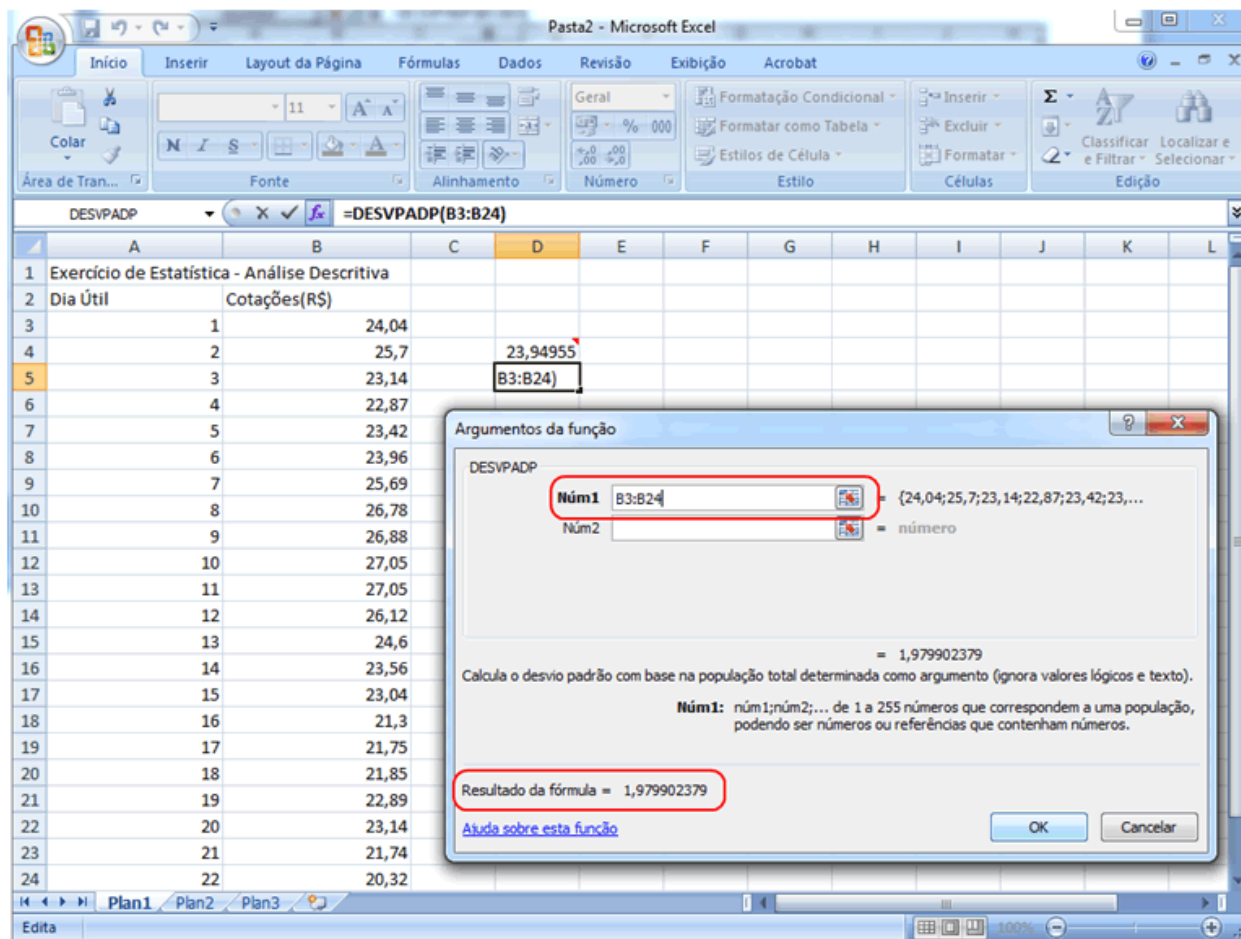 Pasta2 - Microsoft Excel
Início Inserir Layout da Página Fórmulas Dados Revisão Exibição Acrobat
Colar
11 A A
N I S A
Geral
% 000
,00 ,0
Formatação Condicional
Formatar como Tabela
Estilos de Célula
Inserir
Excluir
Formatar
Σ
Classificar e Filtrar
Localizar e Selecionar
Área de Tran... Fonte Alinhamento Número Estilo Células Edição
DESVPADP fx =DESVPADP(B3:B24)
A B C D E F G H I J K L
1 Exercício de Estatística - Análise Descritiva
2 Dia Útil Cotações(R$)
3 1 24,04
4 2 25,7 23,94955
5 3 23,14 B3:B24)
6 4 22,87
7 5 23,42
8 6 23,96
9 7 25,69
10 8 26,78
11 9 26,88
12 10 27,05
13 11 27,05
14 12 26,12
15 13 24,6
16 14 23,56
17 15 23,04
18 16 21,3
19 17 21,75
20 18 21,85
21 19 22,89
22 20 23,14
23 21 21,74
24 22 20,32
Argumentos da função
DESVPADP
Núm1 B3:B24 = {24,04;25,7;23,14;22,87;23,42;23,...
Núm2 = número
= 1,979902379
Calcula o desvio padrão com base na população total determinada como argumento (ignora valores lógicos e texto).
Núm1: núm1;núm2;... de 1 a 255 números que correspondem a uma população,
podendo ser números ou referências que contenham números.
Resultado da fórmula = 1,979902379
Ajuda sobre esta função
OK Cancelar
Plan1 Plan2 Plan3
Edita 100%